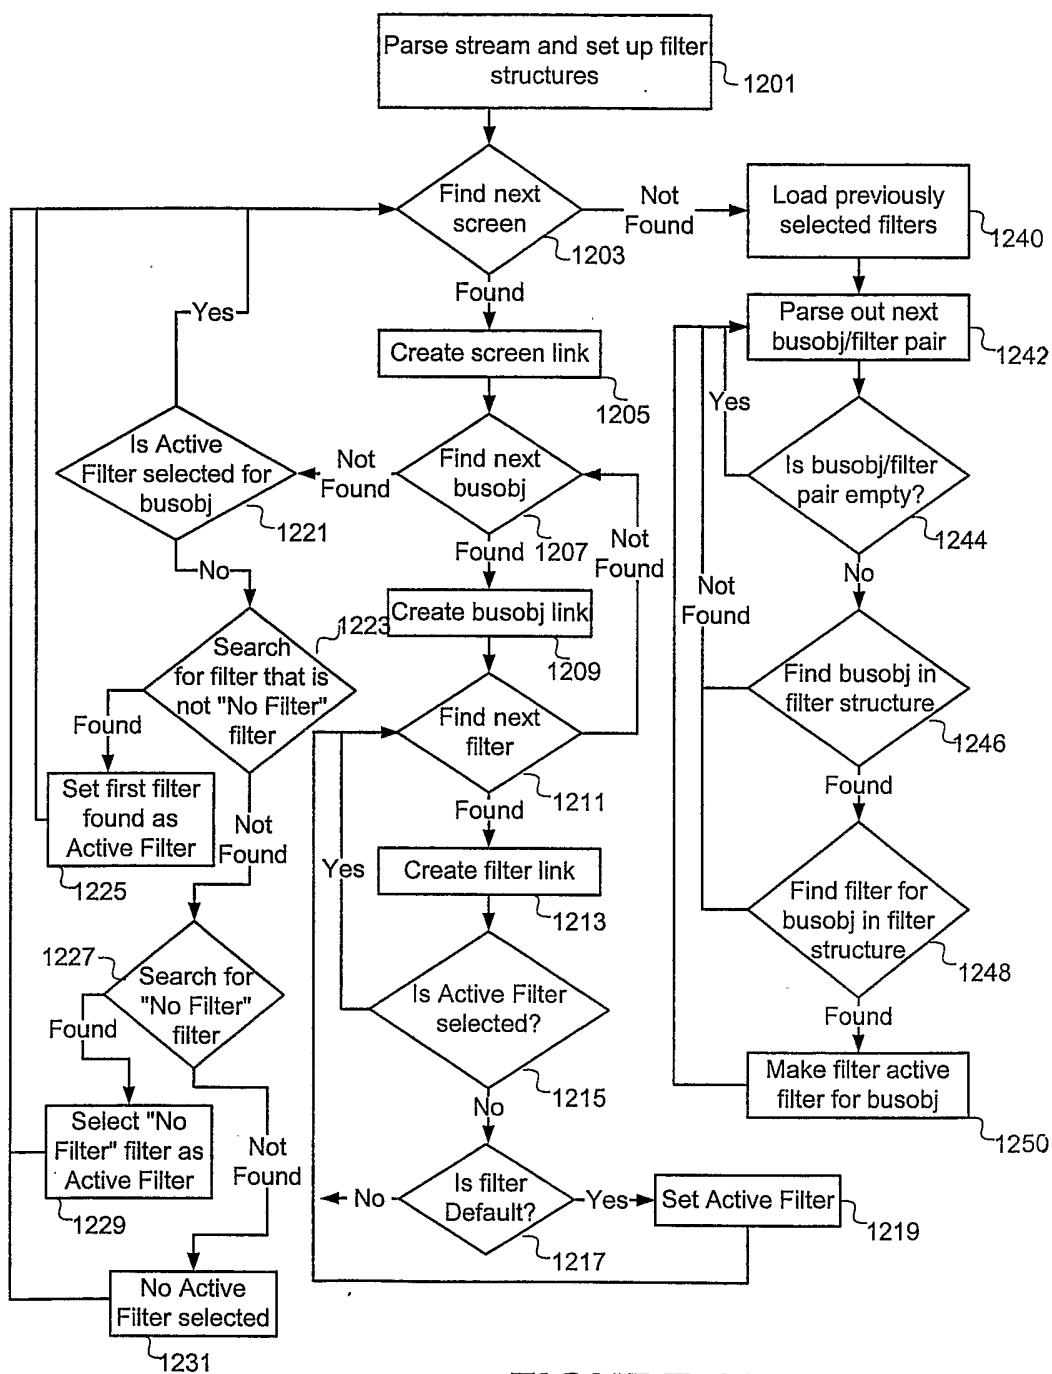 Parse stream and set up filter
structures
1201
Find next
screen
1203
Not
Found
Load previously
selected filters
1240
Found
Yes
Create screen link
1205
Parse out next
busobj/filter pair
1242
Yes
Is Active
Filter selected for
busobj
1221
Not
Found
Find next
busobj
1207
Is busobj/filter
pair empty?
1244
No
Found
Not
Found
No
Not
Found
Create busobj link
1209
1223
Search
for filter that is
not "No Filter"
filter
Find busobj in
filter structure
1246
Found
Find next
filter
1211
Found
Set first filter
found as
Active Filter
1225
Not
Found
Found
Yes
Create filter link
1213
Find filter for
busobj in filter
structure
1248
1227
Search for
"No Filter"
filter
Found
Is Active Filter
selected?
1215
Found
Make filter active
filter for busobj
1250
No
Select "No
Filter" filter as
Active Filter
1229
Not
Found
No
Is filter
Default?
1217
Yes
Set Active Filter
1219
No Active
Filter selected
1231